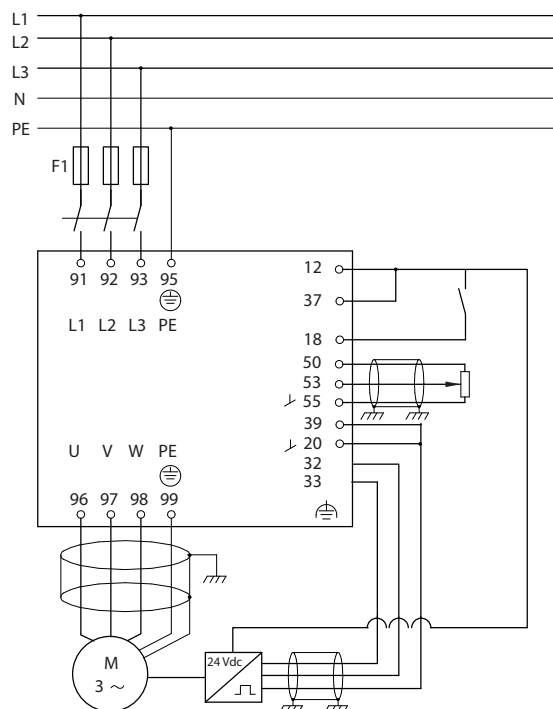 L1
L2
L3
N
PE
F1
91 92 93 95
L1 L2 L3 PE
12
37
18
50
53
55
39
20
32
33
U V W PE
96 97 98 99
M
3 ~
24 Vdc